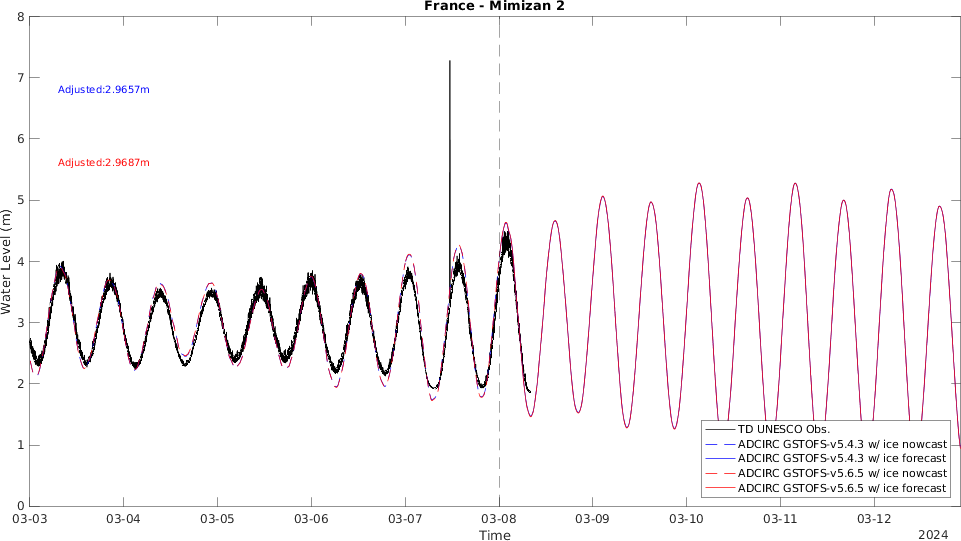 France - Mimizan 2
8
7
6
5
4
3
2
1
0
Water Level (m)
Adjusted:2.9657m
Adjusted:2.9687m
TD UNESCO Obs.
ADCIRC GSTOFS-v5.4.3 w/ ice nowcast
ADCIRC GSTOFS-v5.4.3 w/ ice forecast
ADCIRC GSTOFS-v5.6.5 w/ ice nowcast
ADCIRC GSTOFS-v5.6.5 w/ ice forecast
03-03 03-04 03-05 03-06 03-07 03-08 03-09 03-10 03-11 03-12
Time
2024